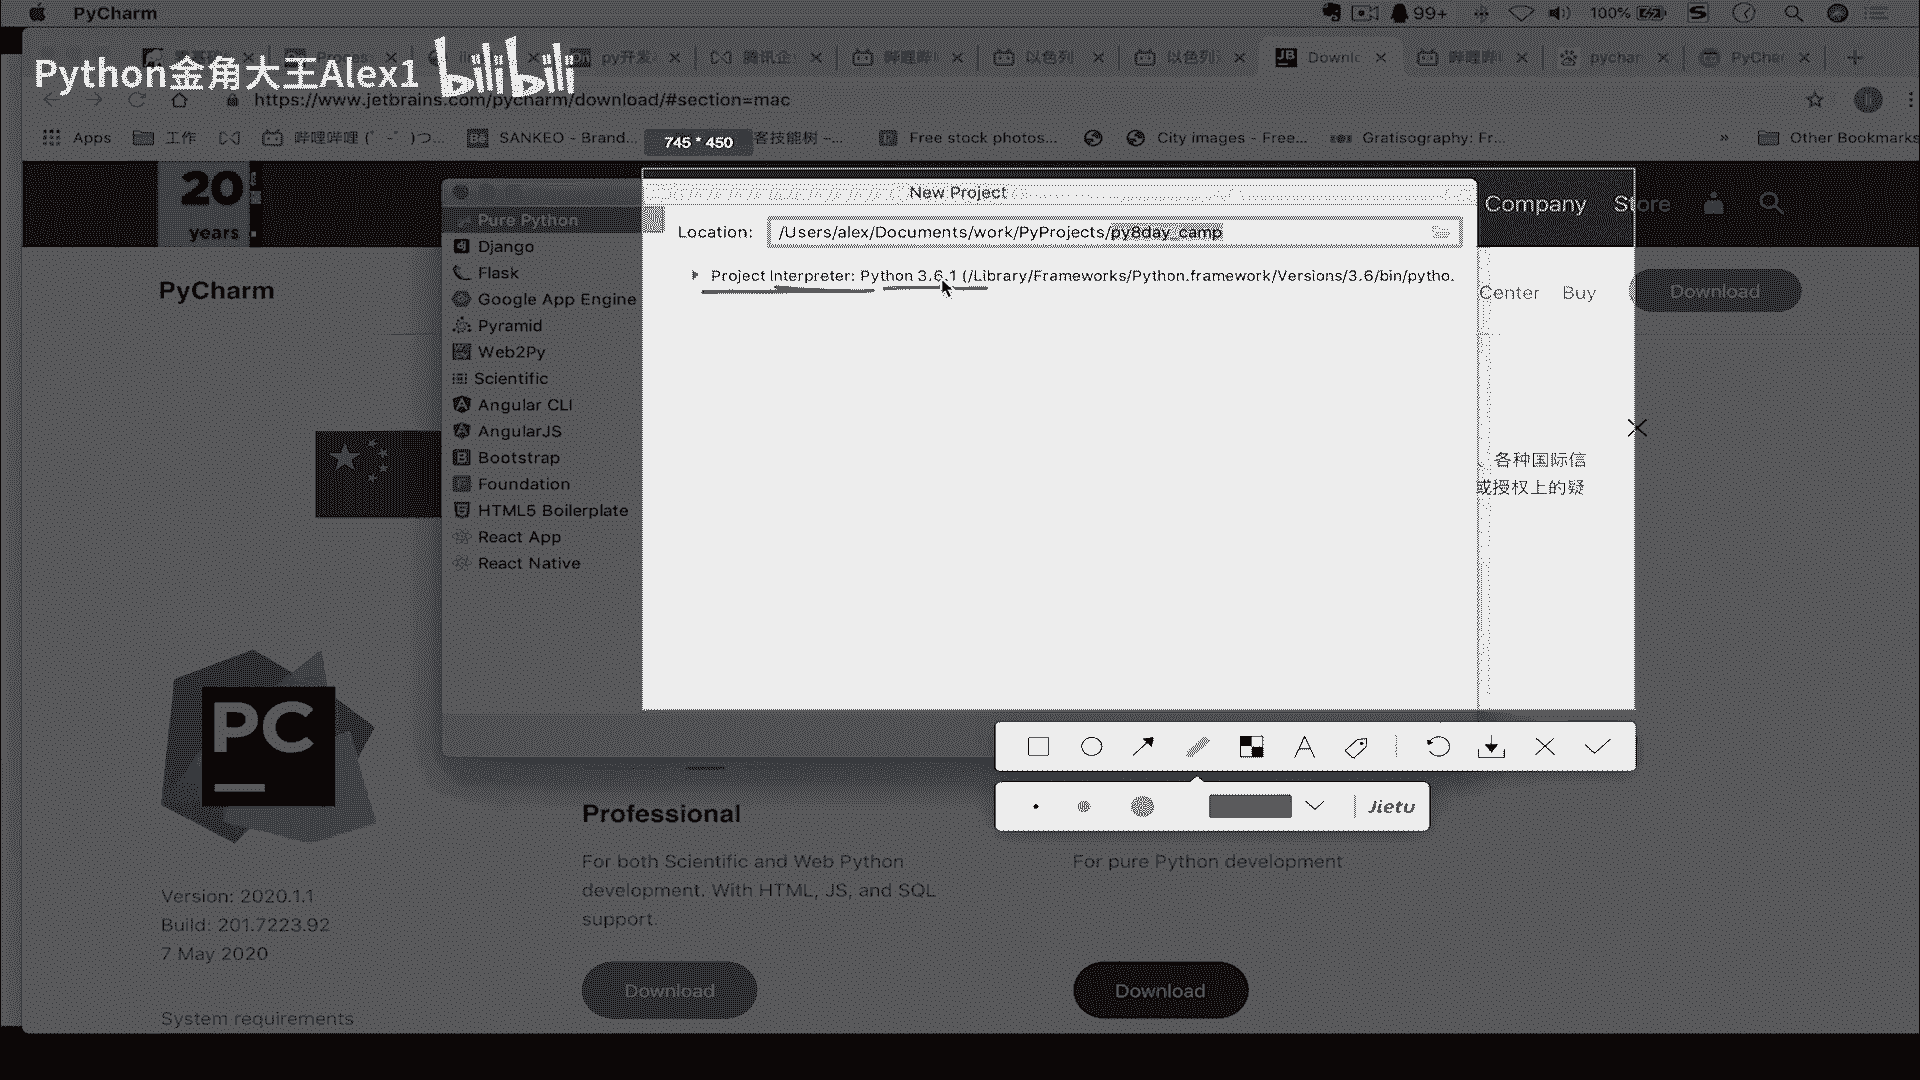 PyCharm
99+
100%
Python金角大王Alex1 bilibili
py开发
腾讯企
哔哩哔
以色列
以色列
JB
Downlo
哔哩哔
pychar
PyChar
https://www.jetbrains.com/pycharm/download/#section=mac
Apps
工作
哔哩哔哩 (゜-゜)つ...
SANKEO - Brand...
745 * 450
客技能树 -...
Free stock photos...
City images - Free...
Gratisography: Fr...
»
Other Bookmarks
20
years
New Project
Company
Store
Pure Python
Location: /Users/alex/Documents/work/PyProjects/py8day_camp
Django
Flask
Project Interpreter: Python 3.6.1 (/Library/Frameworks/Python.framework/Versions/3.6/bin/pytho.
PyCharm
Center
Buy
Download
Google App Engine
Pyramid
Web2Py
Scientific
Angular CLI
AngularJS
Bootstrap
、各种国际信
Foundation
或授权上的疑
HTML5 Boilerplate
React App
React Native
PC
Jietu
Professional
For both Scientific and Web Python
development. With HTML, JS, and SQL
support.
For pure Python development
Version: 2020.1.1
Build: 201.7223.92
7 May 2020
Download
Download
System requirements